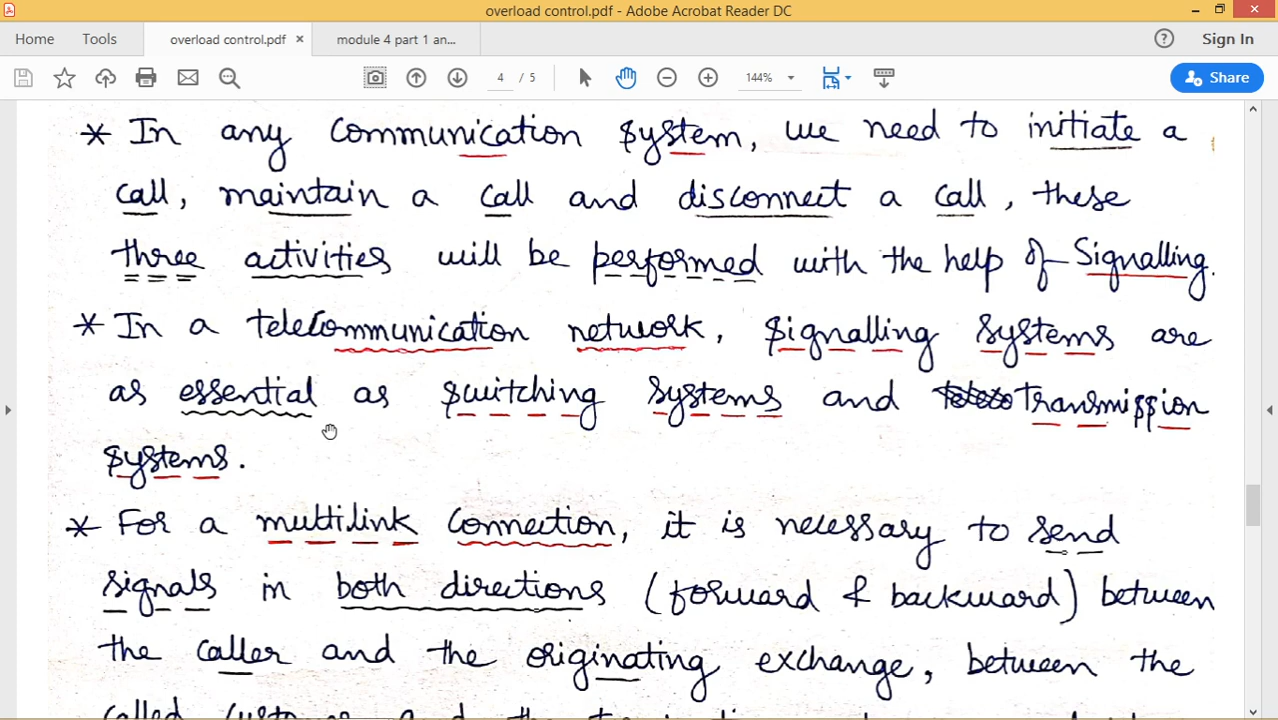 overload control.pdf - Adobe Acrobat Reader DC
Home Tools overload control.pdf × module 4 part 1 an... ? Sign In
4 / 5 144% Share
* In any communication system, we need to initiate a
call, maintain a call and disconnect a call, these
three activities will be performed with the help of Signalling.
* In a telecommunication network, signalling systems are
as essential as switching systems and Transmission
systems.
* For a multilink connection, it is necessary to send
signals in both directions (forward & backward) between
the caller and the originating exchange, between the
called and the